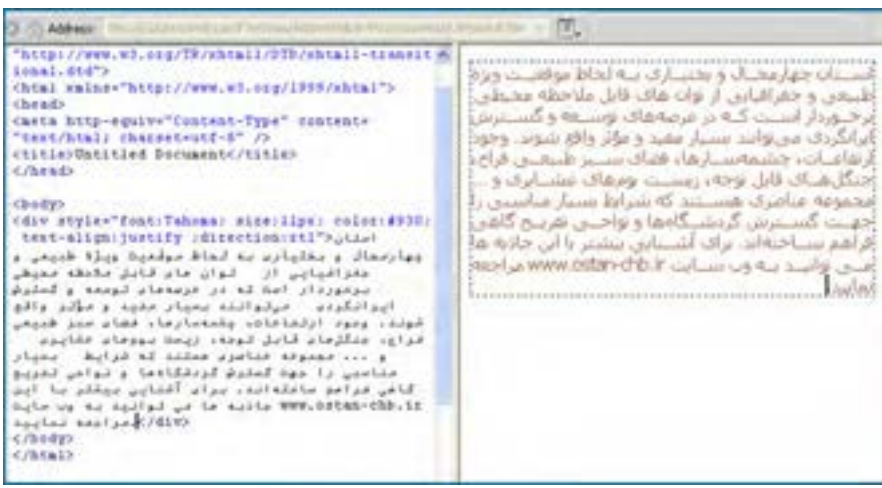 Address:
"http://www.w3.org/TR/xhtml1/DTD/xhtml1-transit
ional.dtd">
<html xmlns="http://www.w3.org/1999/xhtml">
<head>
<meta http-equiv="Content-Type" content=
"text/html; charset=utf-8" />
<title>Untitled Document</title>
</head>
<body>
<div style="font:Tahoma; size:11px; color:#930;
text-align:justify ;direction:rtl">استان
چهارمحال و بختیاری به لحاظ موقعیت ویژه طبیعی و
جغرافیایی از توان های قابل ملاحظه محیطی
برخوردار است که در عرصه‌های توسعه و گسترش
ایرانگردی می‌توانند بسیار مفید و مؤثر واقع
شوند. وجود ارتفاعات، چشمه‌سارها، فضای سبز طبیعی
فراخ، جنگل‌های قابل توجه، زیست بوم‌های عشایری
و ... مجموعه عناصری هستند که شرایط بسیار
مناسبی را جهت گسترش گردشگاه‌ها و نواحی تفریح
گاهی فراهم ساخته‌اند. برای آشنایی بیشتر با این
جاذبه ها می توانید به وب سایت www.ostan-chb.ir
مراجعه نمایید</div>
</body>
</html>
استان چهارمحال و بختیاری به لحاظ موقعیت ویژه
طبیعی و جغرافیایی از توان های قابل ملاحظه محیطی
برخوردار است که در عرصه‌های توسعه و گسترش
ایرانگردی می‌توانند بسیار مفید و مؤثر واقع شوند. وجود
ارتفاعات، چشمه‌سارها، فضای سبز طبیعی فراخ،
جنگل‌های قابل توجه، زیست بوم‌های عشایری و ...
مجموعه عناصری هستند که شرایط بسیار مناسبی را
جهت گسترش گردشگاه‌ها و نواحی تفریح گاهی
فراهم ساخته‌اند. برای آشنایی بیشتر با این جاذبه ها
می توانید به وب سایت www.ostan-chb.ir مراجعه
نمایید